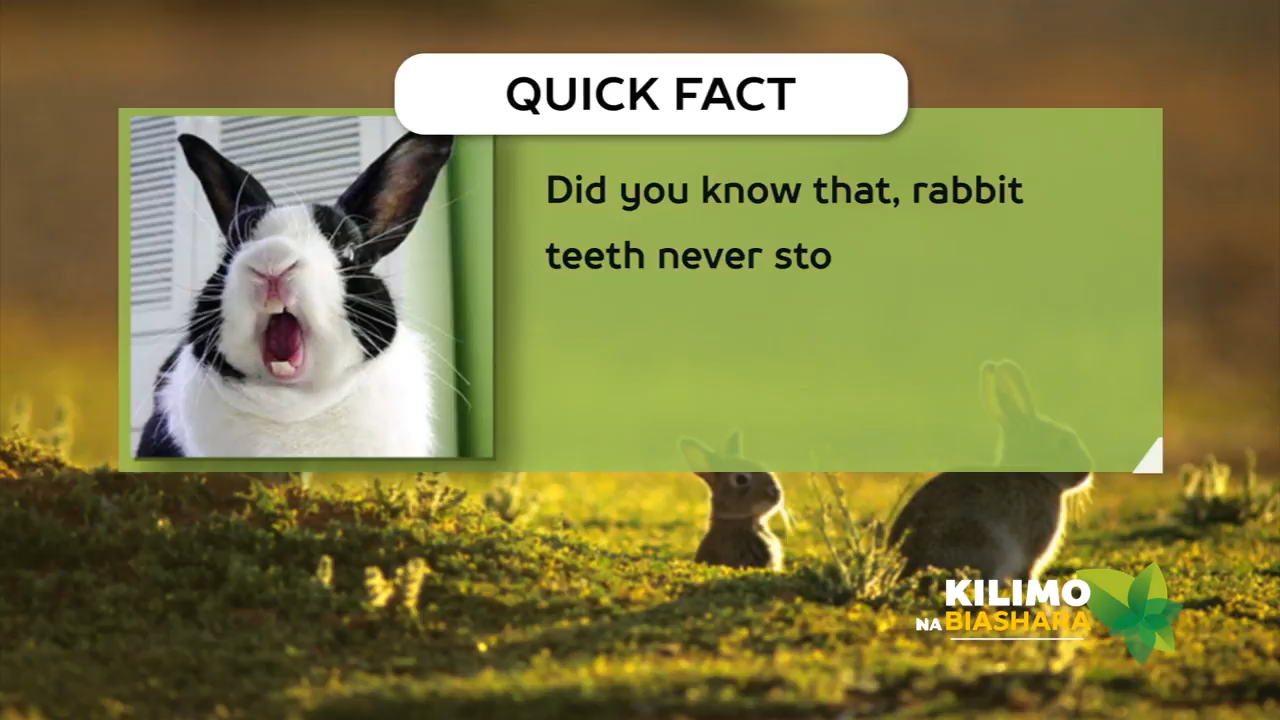 QUICK FACT
Did you know that, rabbit
teeth never sto
KILIMO
NA BIASHARA